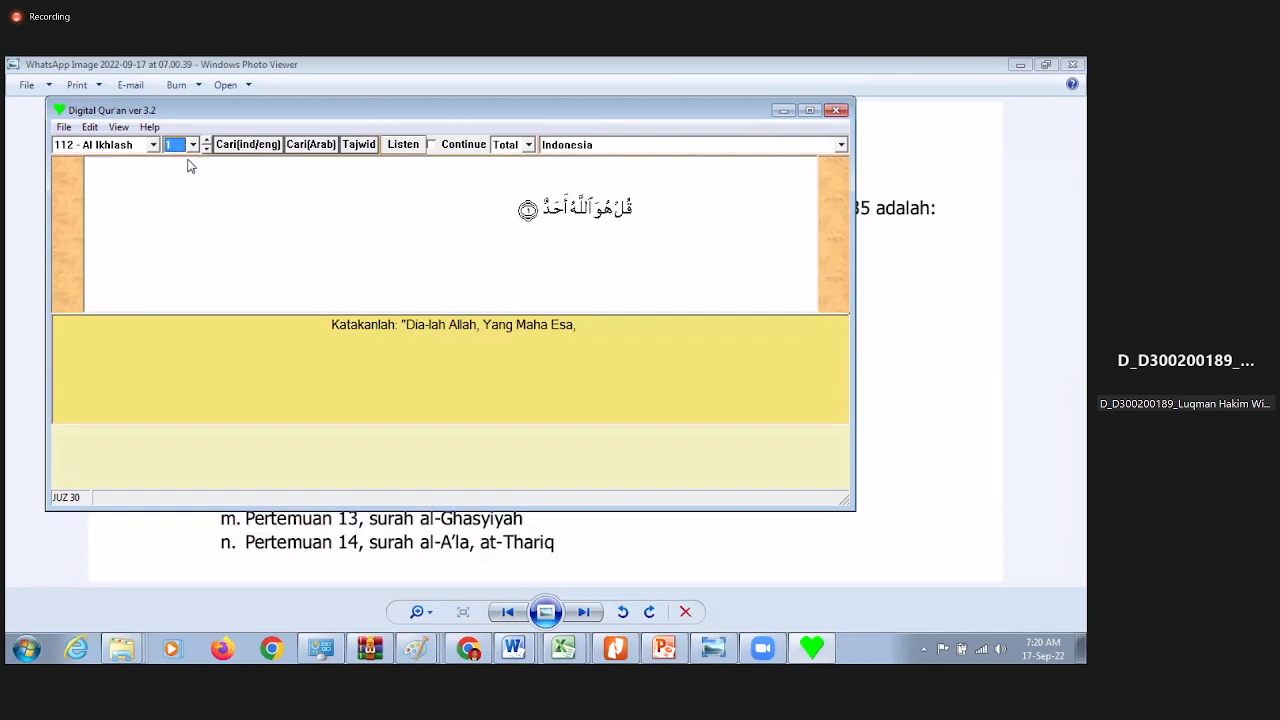 Recording
WhatsApp Image 2022-09-17 at 07.00.39 - Windows Photo Viewer
File Print E-mail Burn Open
Digital Qur'an ver 3.2
File Edit View Help
112 - Al Ikhlash 1 Cari(ind/eng) Cari(Arab) Tajwid Listen Continue Total Indonesia
قُلْ هُوَ ٱللَّهُ أَحَدٌ ١
35 adalah:
Katakanlah: "Dia-lah Allah, Yang Maha Esa,
D_D300200189_...
D_D300200189_Luqman Hakim Wi...
JUZ 30
m. Pertemuan 13, surah al-Ghasyiyah
n. Pertemuan 14, surah al-A'la, at-Thariq
7:20 AM
17-Sep-22